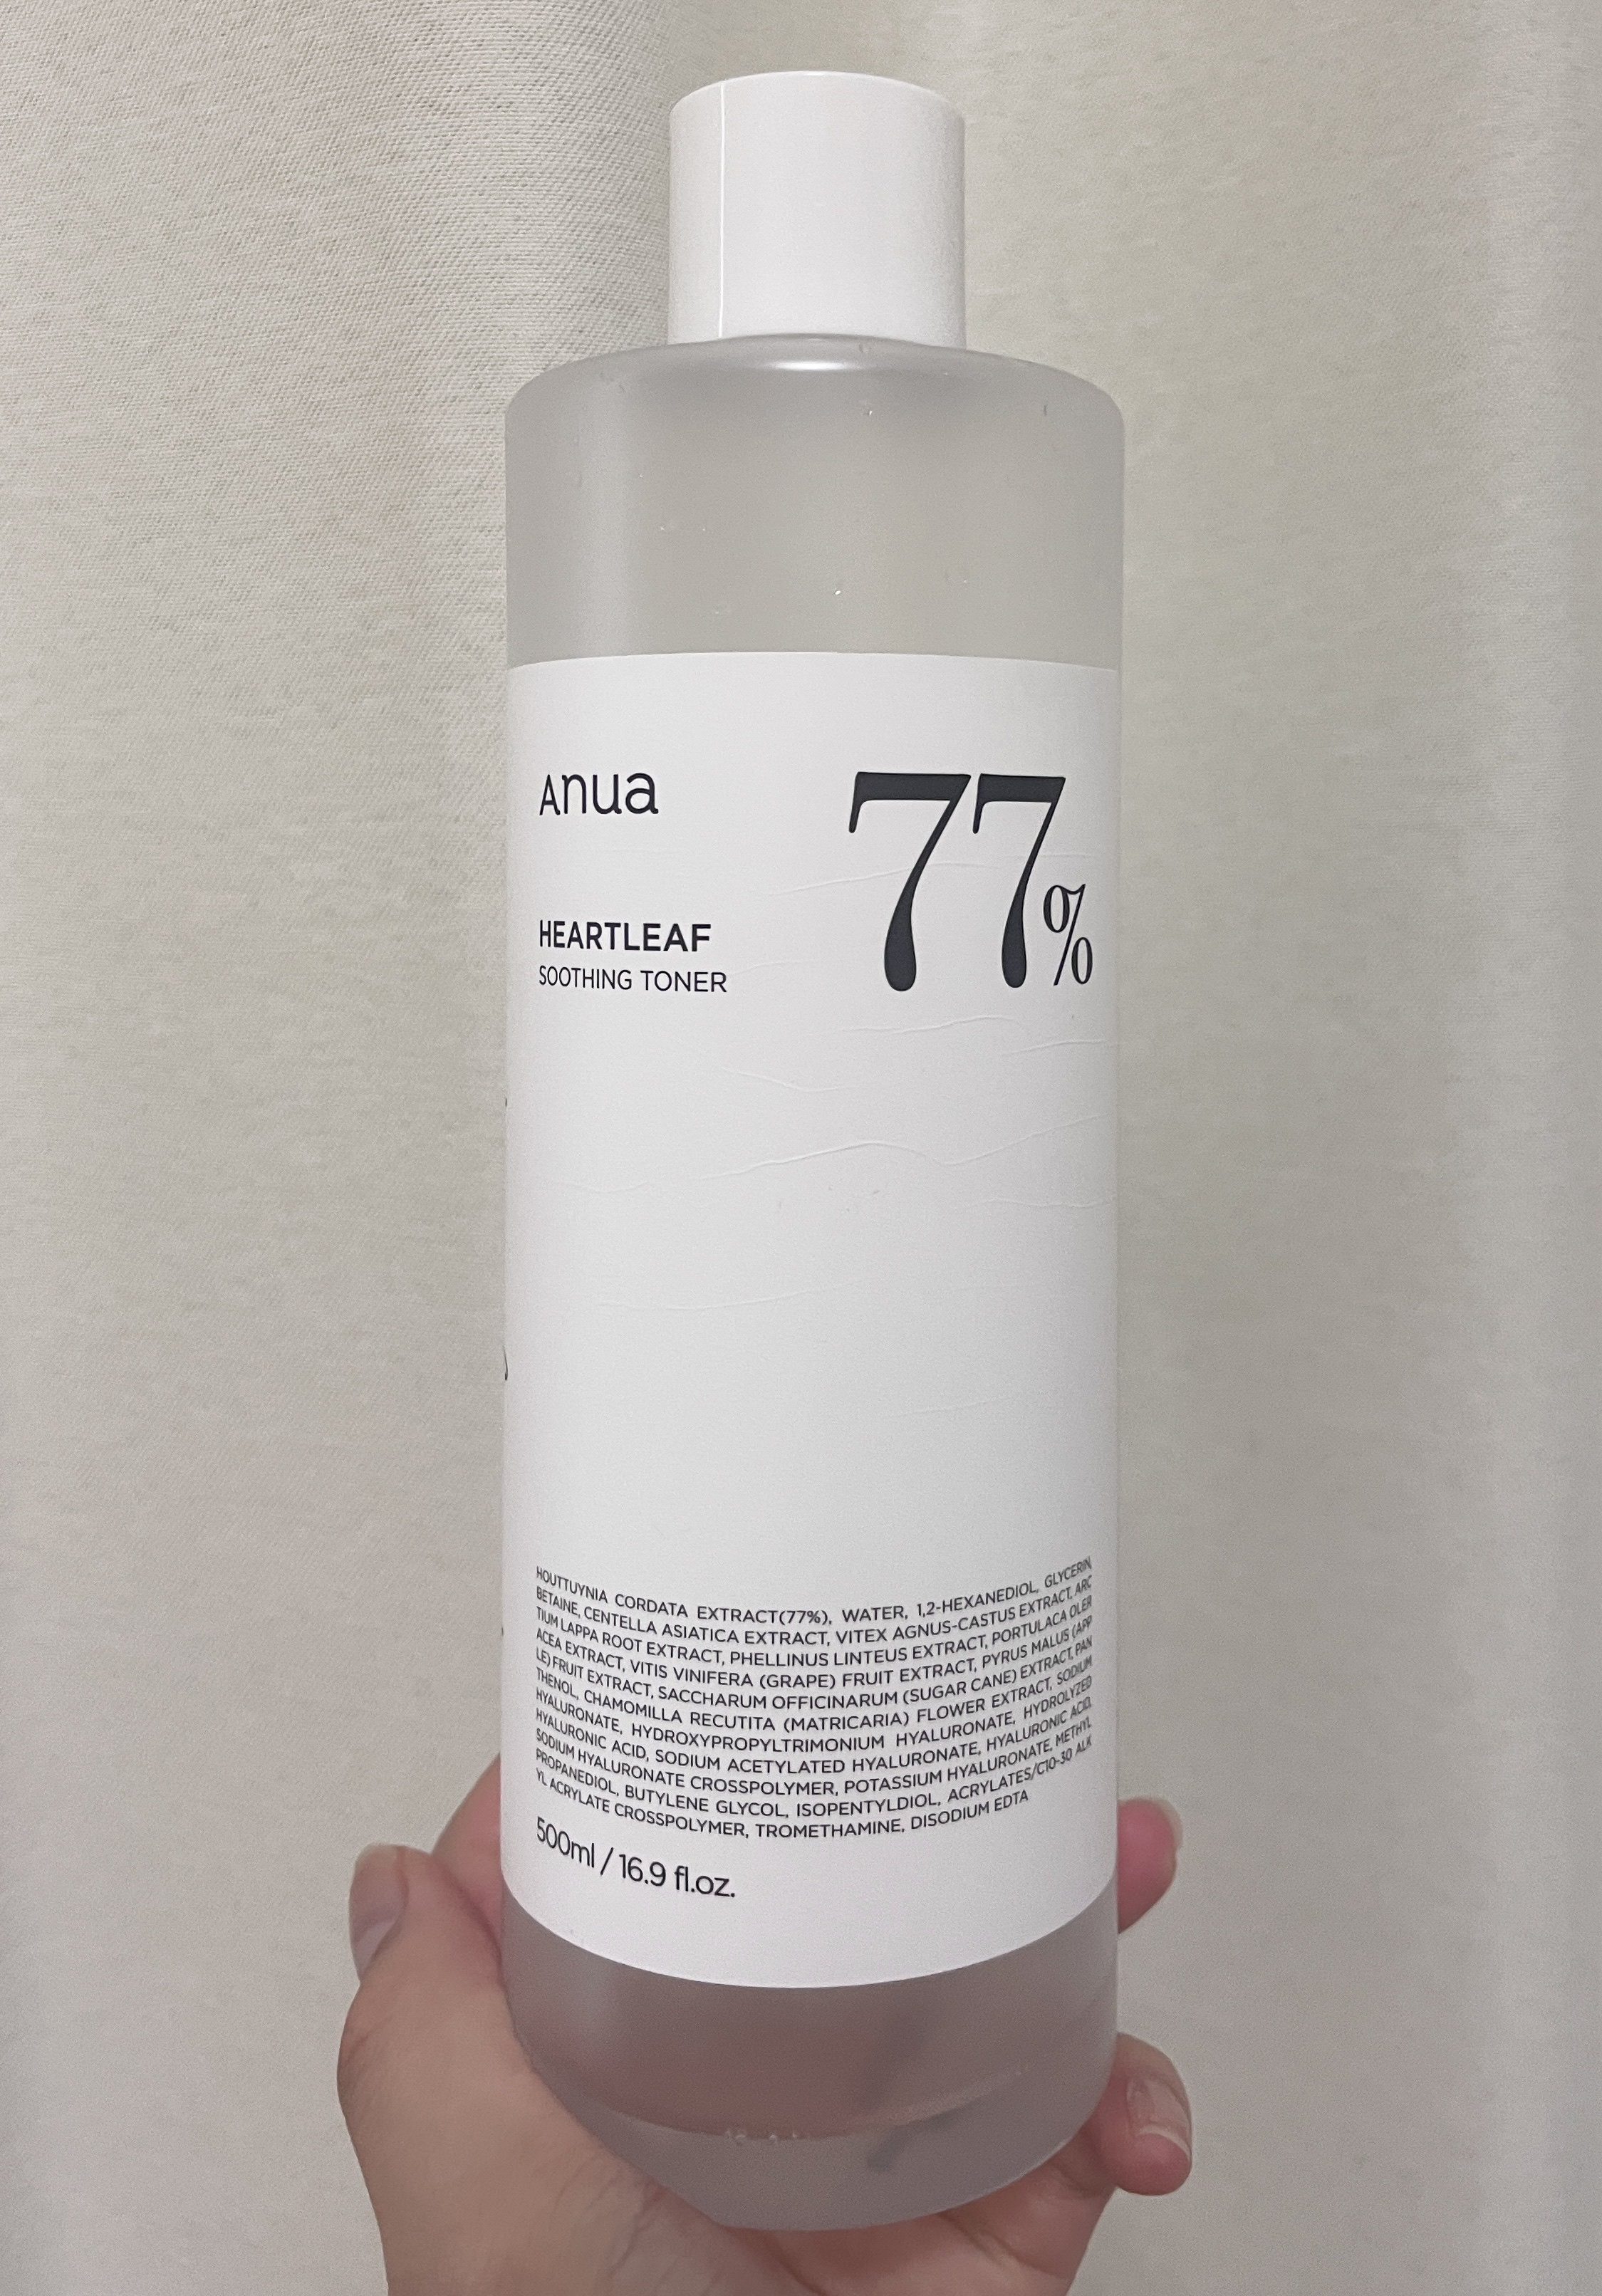 Anua
77%
HEARTLEAF
SOOTHING TONER
HOUTTUYNIA CORDATA EXTRACT(77%), WATER, 1,2-HEXANEDIOL, GLYCERIN,
BETAINE, CENTELLA ASIATICA EXTRACT, VITEX AGNUS-CASTUS EXTRACT, ARC
TIUM LAPPA ROOT EXTRACT, PHELLINUS LINTEUS EXTRACT, PORTULACA OLER
ACEA EXTRACT, VITIS VINIFERA (GRAPE) FRUIT EXTRACT, PYRUS MALUS (APP
LE) FRUIT EXTRACT, SACCHARUM OFFICINARUM (SUGAR CANE) EXTRACT, PAN
THENOL, CHAMOMILLA RECUTITA (MATRICARIA) FLOWER EXTRACT, SODIUM
HYALURONATE, HYDROXYPROPYLTRIMONIUM HYALURONATE, HYDROLYZED
HYALURONIC ACID, SODIUM ACETYLATED HYALURONATE, HYALURONIC ACID,
SODIUM HYALURONATE CROSSPOLYMER, POTASSIUM HYALURONATE, METHYL
PROPANEDIOL, BUTYLENE GLYCOL, ISOPENTYLDIOL, ACRYLATES/C10-30 ALK
YL ACRYLATE CROSSPOLYMER, TROMETHAMINE, DISODIUM EDTA
500ml / 16.9 fl.oz.